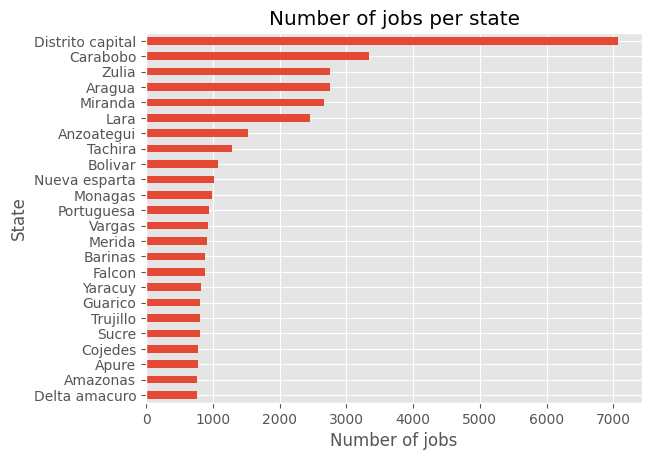 Number of jobs per state
Distrito capital
Carabobo
Zulia
Aragua
Miranda
Lara
Anzoategui
Tachira
Bolivar
Nueva esparta
Monagas
Portuguesa
Vargas
Merida
Barinas
Falcon
Yaracuy
Guarico
Trujillo
Sucre
Cojedes
Apure
Amazonas
Delta amacuro
State
0 1000 2000 3000 4000 5000 6000 7000
Number of jobs